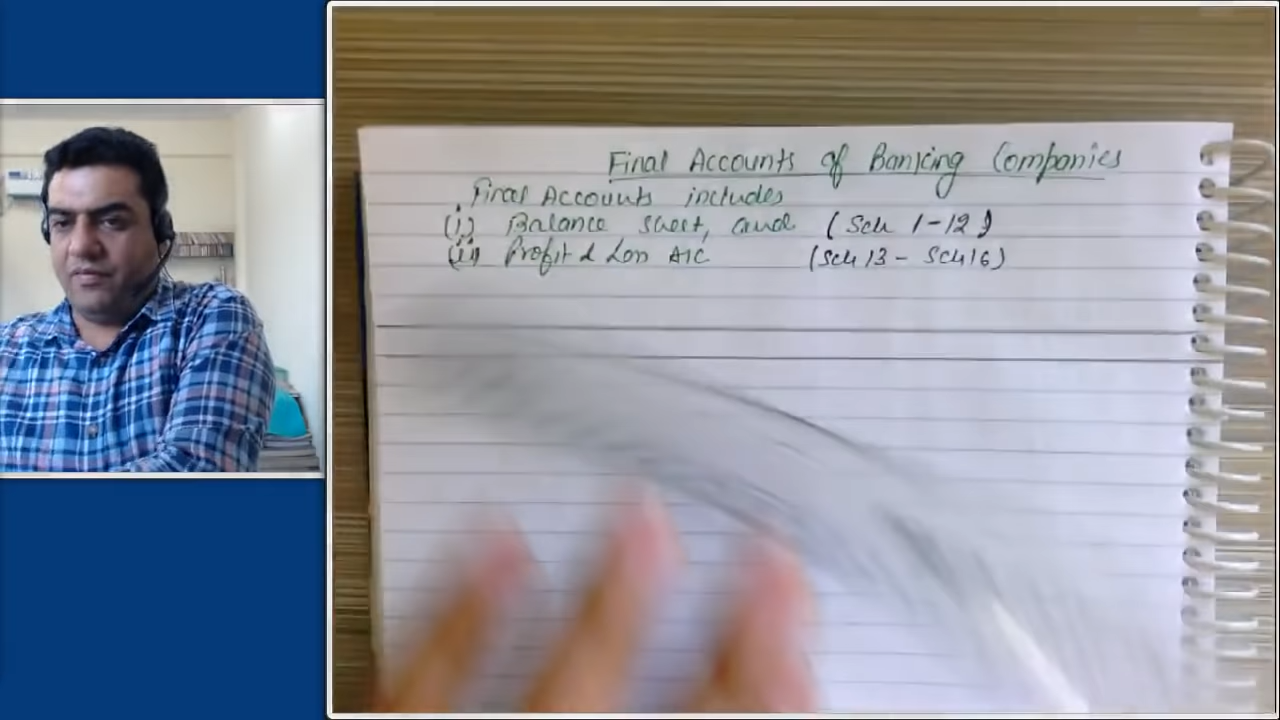 Final Accounts of Banking Companies
Final Accounts includes
(i) Balance sheet, and (Sch 1-12)
(ii) Profit & Loss A/C (Sch 13 - Sch 16)